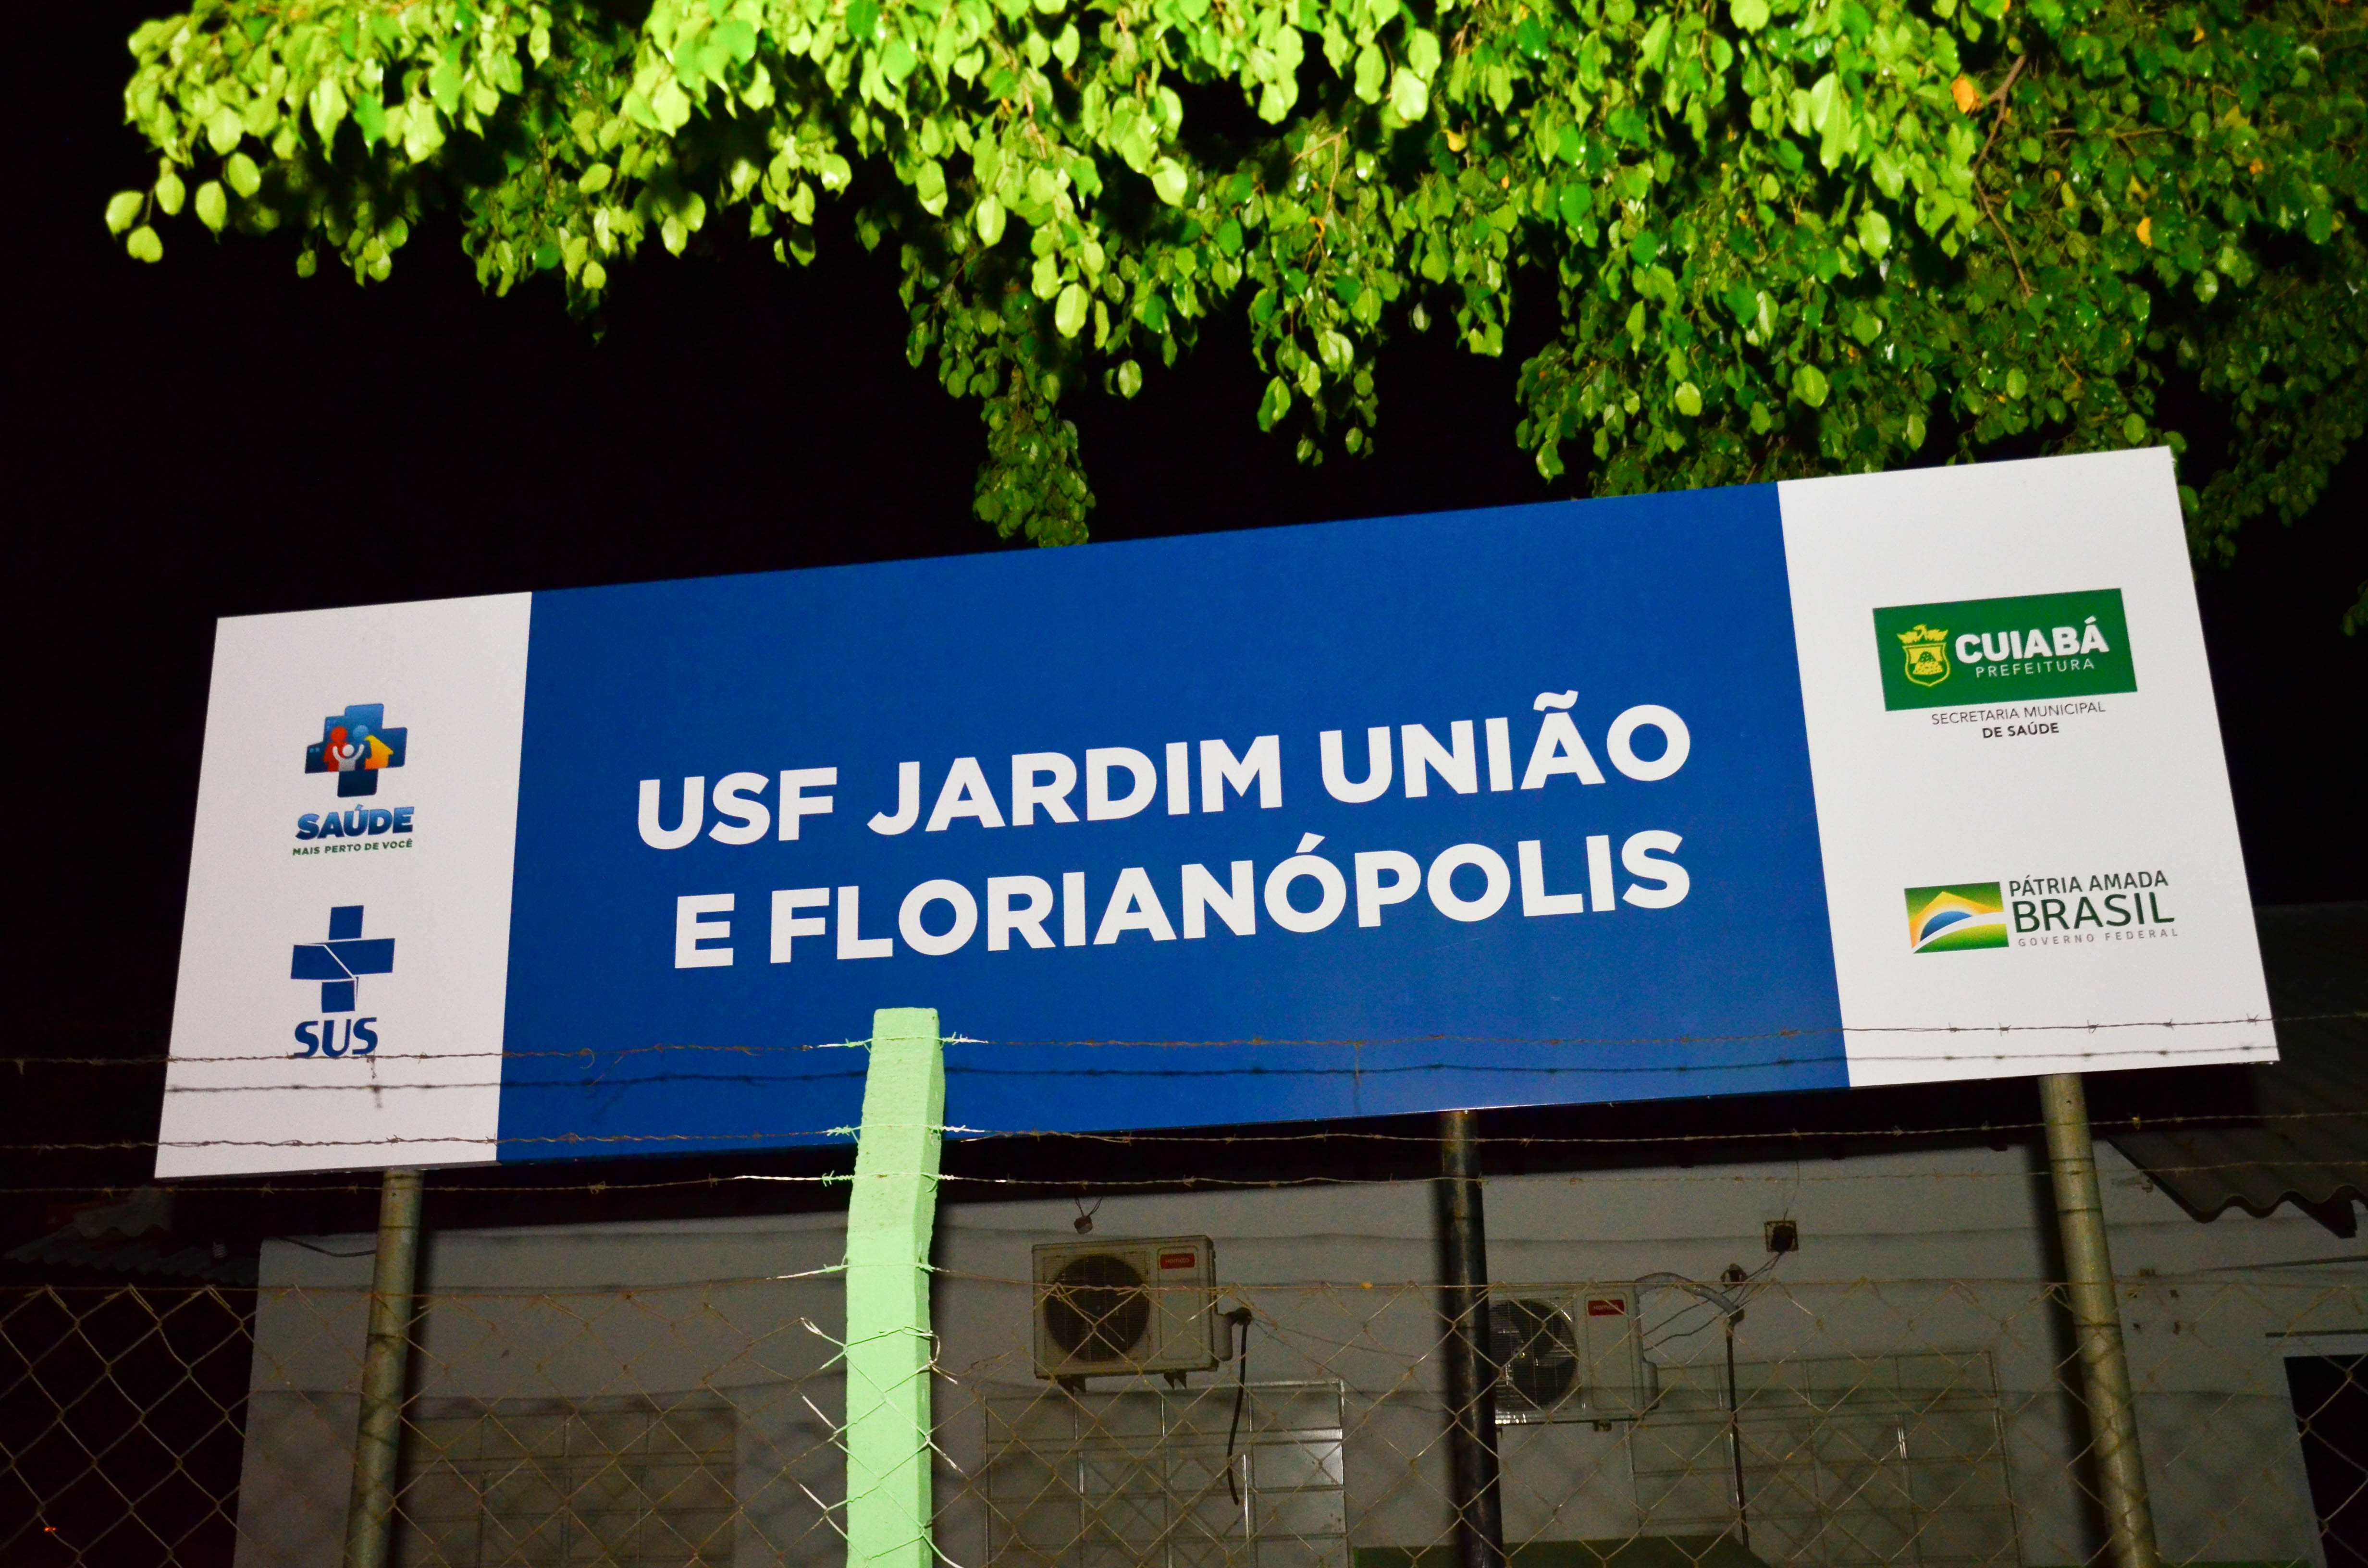 SAÚDE
MAIS PERTO DE VOCÊ
SUS
USF JARDIM UNIÃO
E FLORIANÓPOLIS
CUIABÁ
PREFEITURA
SECRETARIA MUNICIPAL
DE SAÚDE
PÁTRIA AMADA
BRASIL
GOVERNO FEDERAL